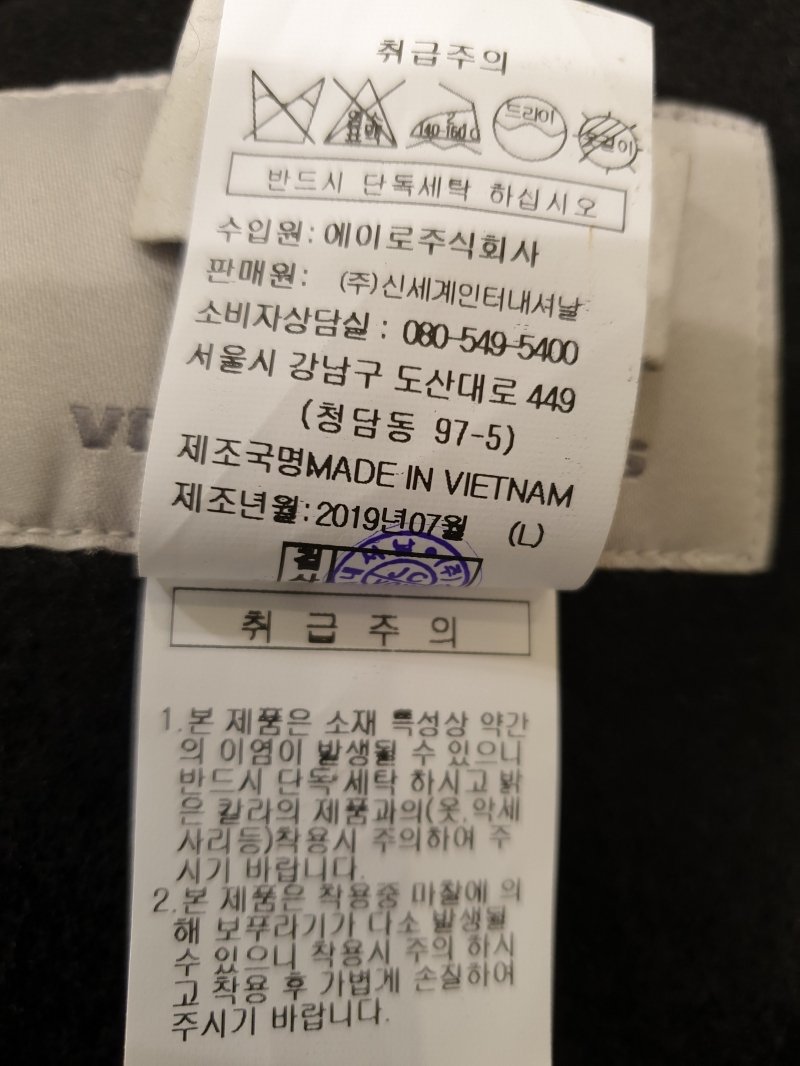 취급주의
염소
표백
2
140-160℃
드라이
옷걸이
반드시 단독세탁 하십시오
수입원: 에이로주식회사
판매원: (주)신세계인터내셔날
소비자상담실 : 080-549-5400
서울시 강남구 도산대로 449
(청담동 97-5)
제조국명MADE IN VIETNAM
제조년월:2019년07월 (L)
취급주의
1.본 제품은 소재 특성상 약간
의 이염이 발생될 수 있으니
반드시 단독 세탁 하시고 밝
은 칼라의 제품과의(옷,악세
사리등)착용시 주의하여 주
시기 바랍니다.
2.본 제품은 착용중 마찰에 의
해 보푸라기가 다소 발생될
수 있으니 착용시 주의 하시
고 착용 후 가볍게 손질하여
주시기 바랍니다.